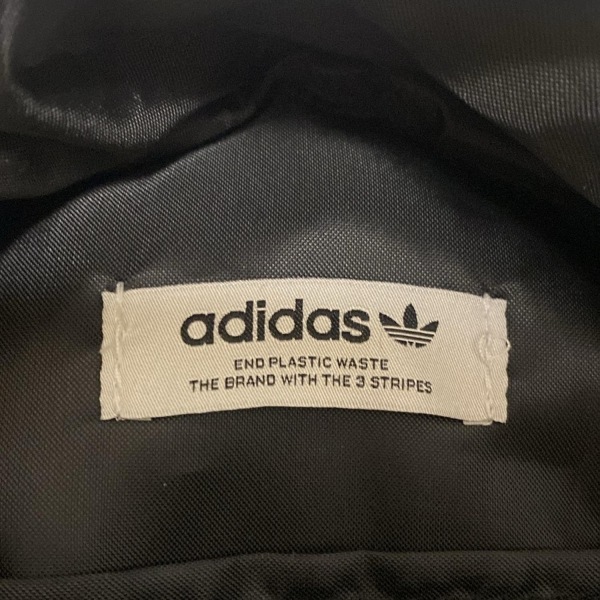 adidas
END PLASTIC WASTE
THE BRAND WITH THE 3 STRIPES